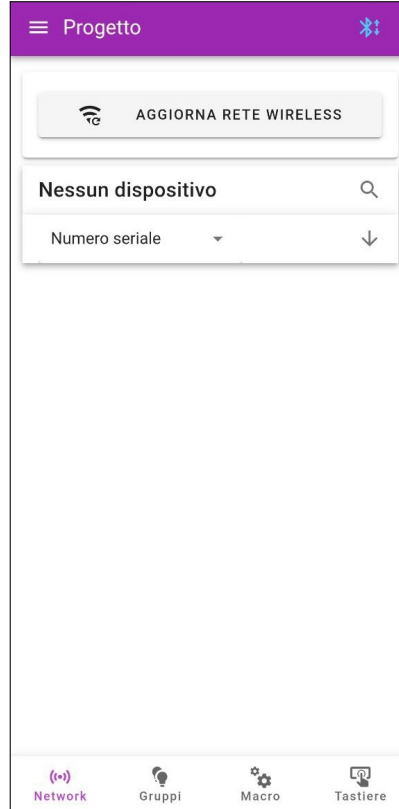 Progetto
AGGIORNA RETE WIRELESS
Nessun dispositivo
Numero seriale
Network Gruppi Macro Tastiere